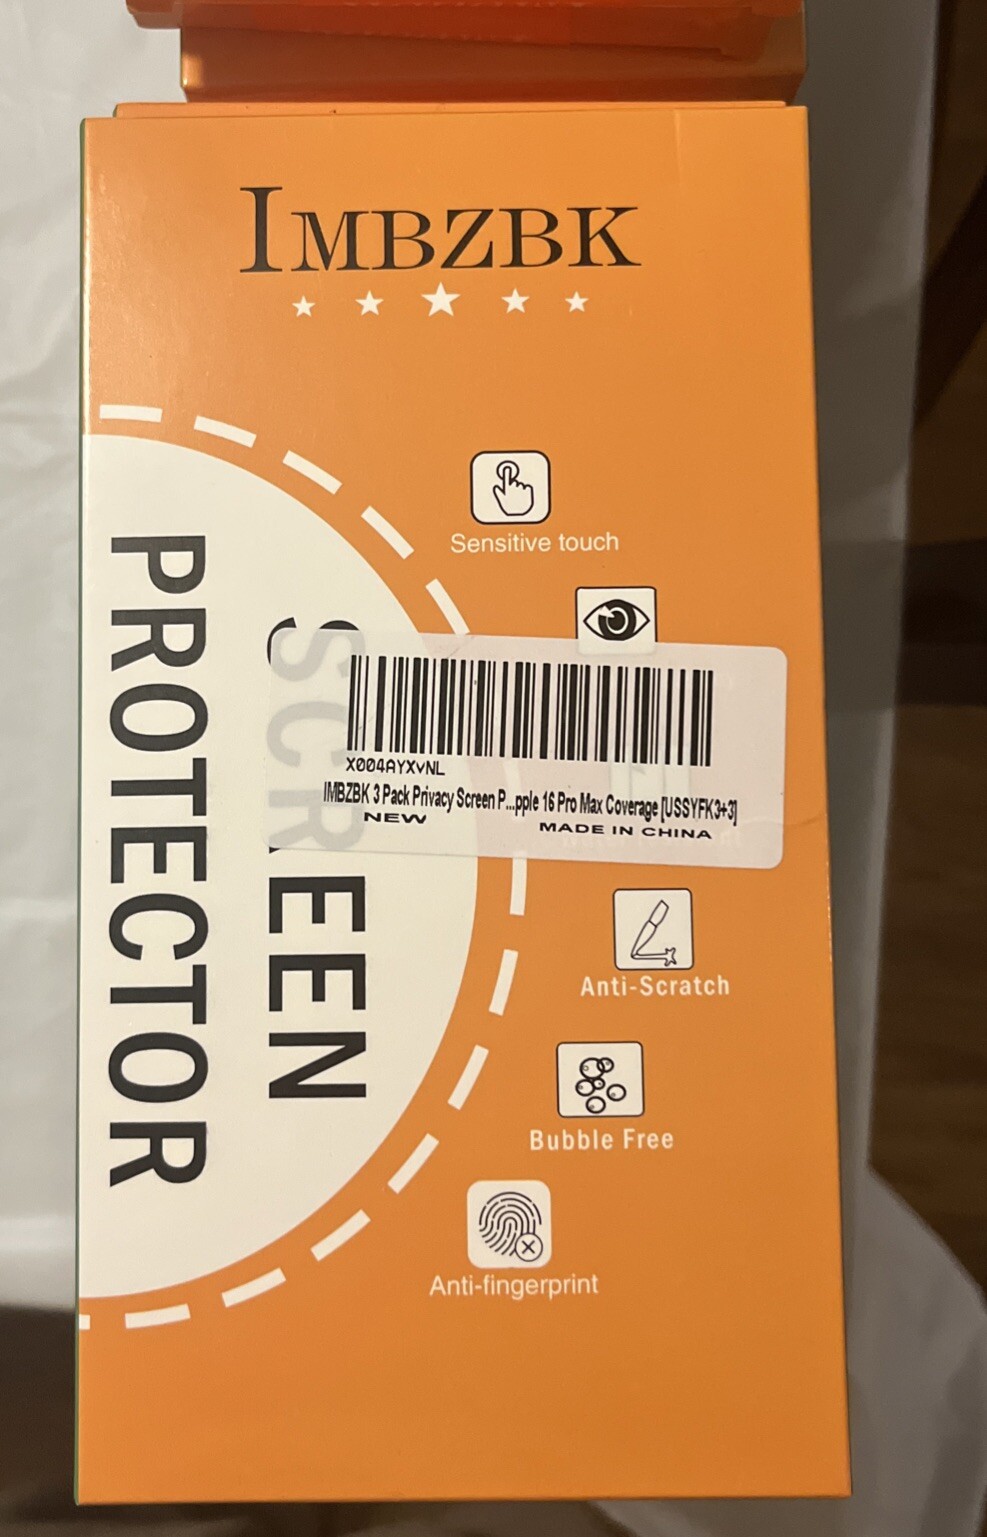 IMBZBK
Sensitive touch
SCREEN
PROTECTOR
X004AYXVNL
IMBZBK 3 Pack Privacy Screen P...pple 16 Pro Max Coverage [USSYFK3+3]
NEW MADE IN CHINA
Anti-Scratch
Bubble Free
Anti-fingerprint